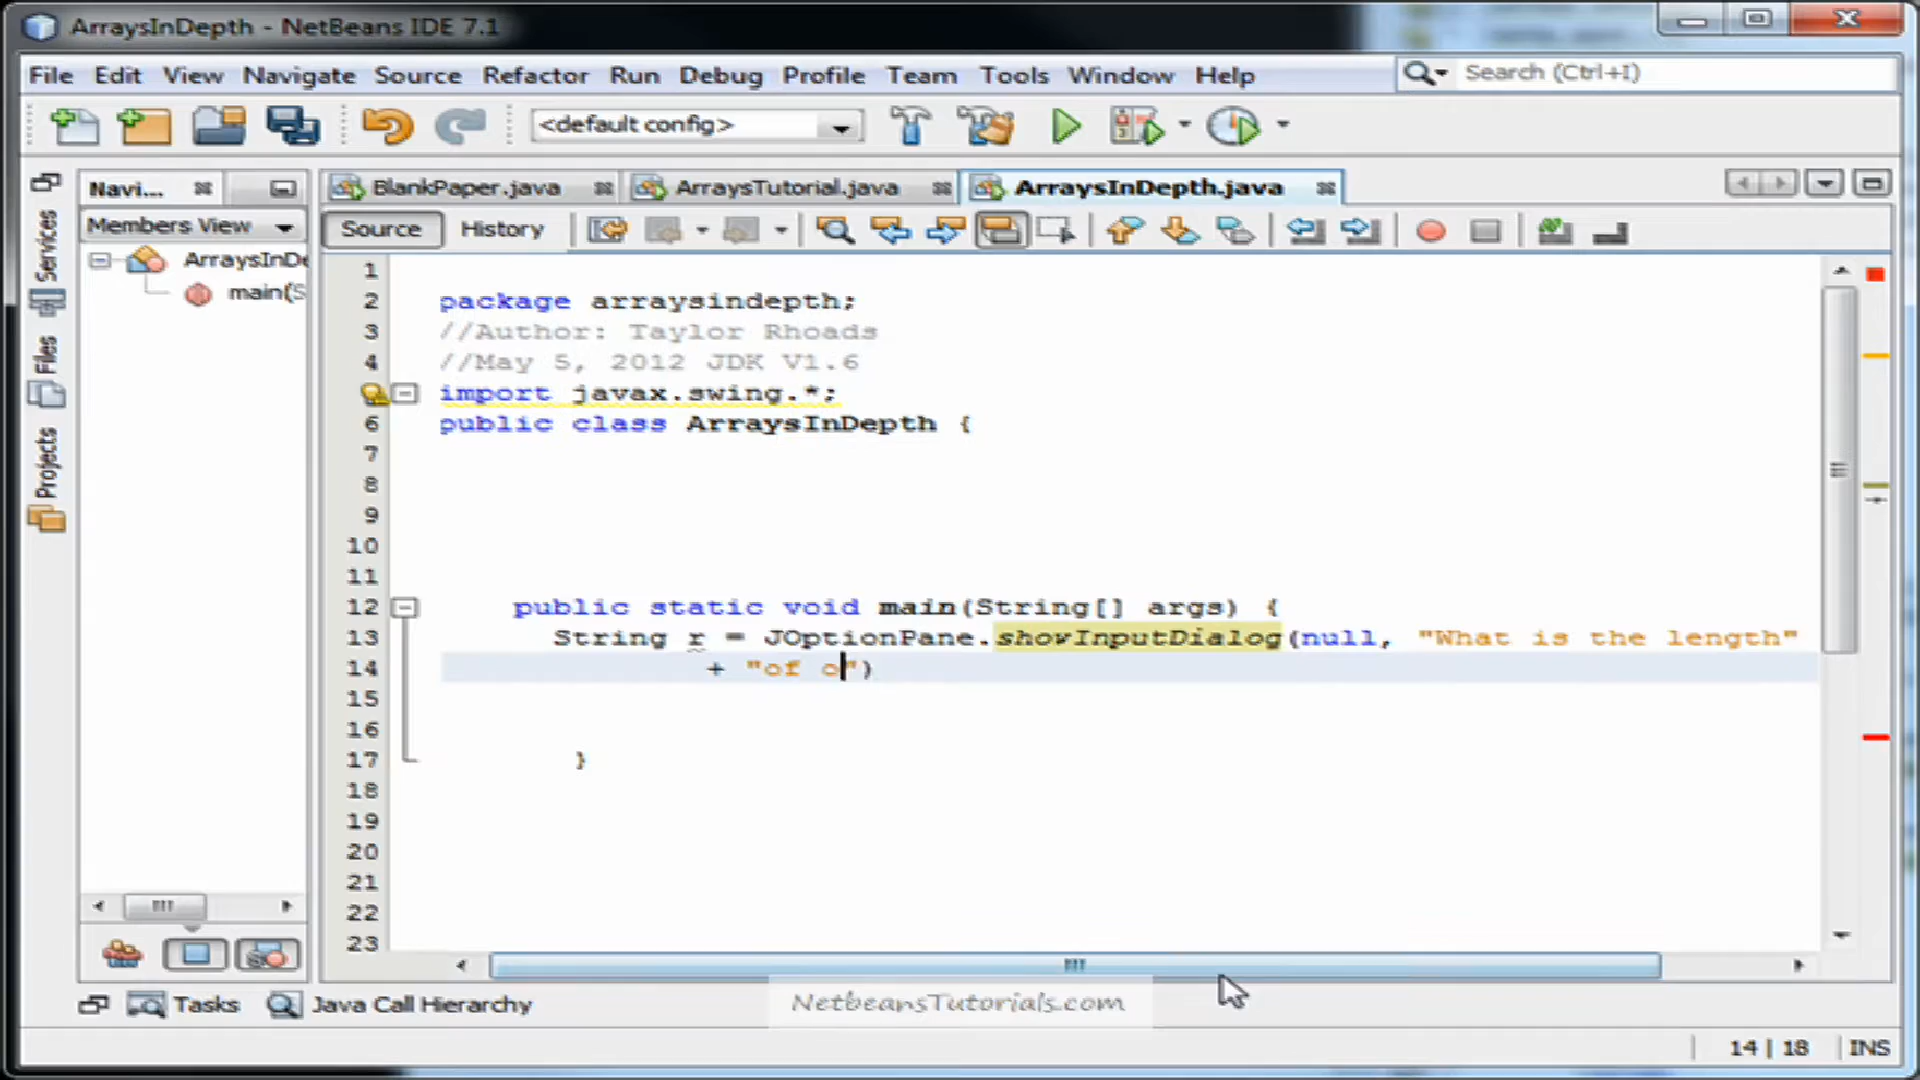 ArraysInDepth - NetBeans IDE 7.1
File Edit View Navigate Source Refactor Run Debug Profile Team Tools Window Help
Search (Ctrl+I)
<default config>
Services
Files
Projects
Navi...
Members View
ArraysInDe
main(S
BlankPaper.java
ArraysTutorial.java
ArraysInDepth.java
Source
History
1
2 package arraysindepth;
3 //Author: Taylor Rhoads
4 //May 5, 2012 JDK V1.6
import javax.swing.*;
6 public class ArraysInDepth {
7
8
9
10
11
12 public static void main(String[] args) {
13 String r = JOptionPane.showInputDialog(null, "What is the length"
14 + "of o")
15
16
17 }
18
19
20
21
22
23
Tasks
Java Call Hierarchy
NetbeansTutorials.com
14 | 18
INS